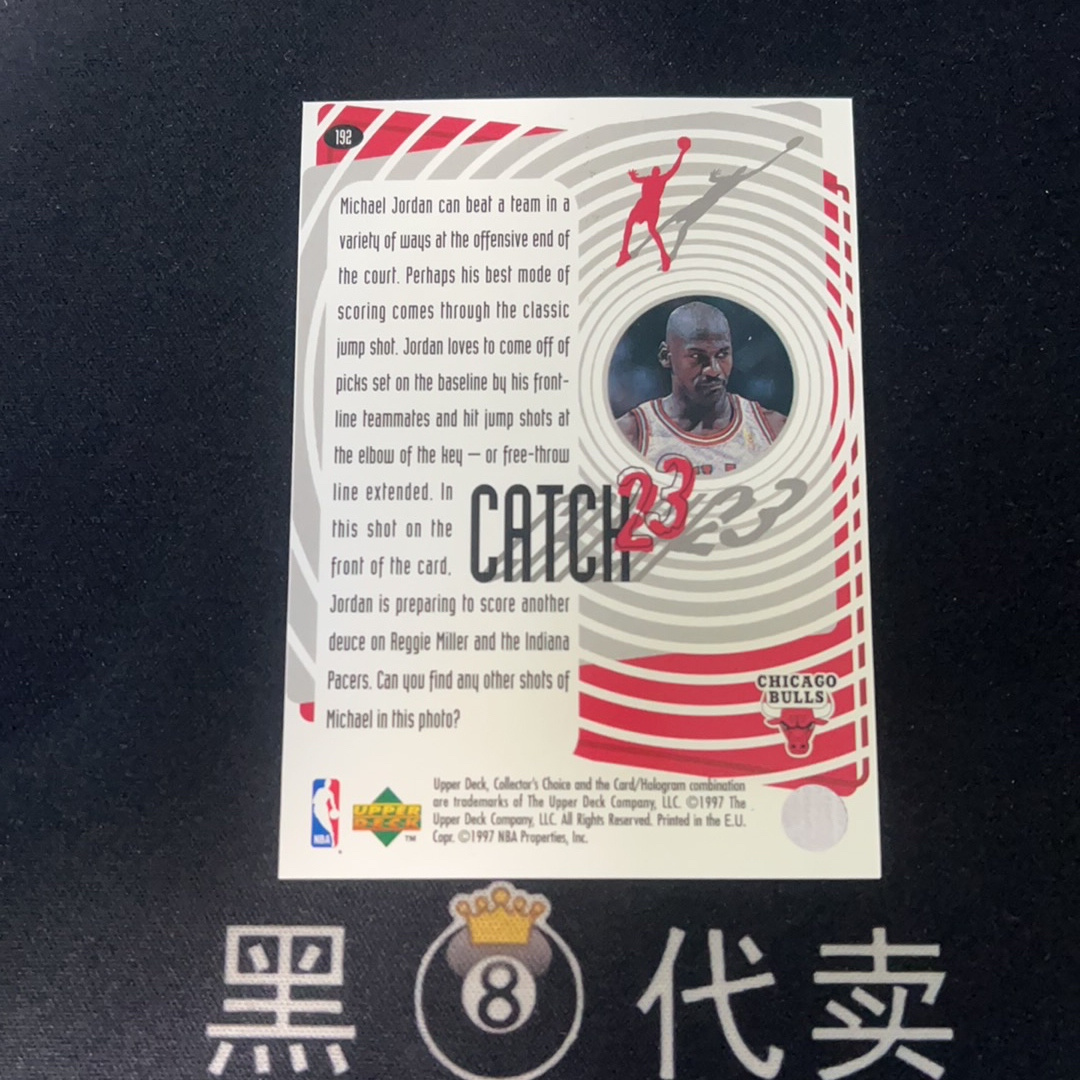 192
Michael Jordan can beat a team in a
variety of ways at the offensive end of
the court. Perhaps his best mode of
scoring comes through the classic
jump shot. Jordan loves to come off of
picks set on the baseline by his front-
line teammates and hit jump shots at
the elbow of the key — or free-throw
line extended. In
this shot on the
front of the card,
Jordan is preparing to score another
deuce on Reggie Miller and the Indiana
Pacers. Can you find any other shots of
Michael in this photo?
CATCH 23
23
CHICAGO
BULLS
NBA
UPPER
DECK
TM
Upper Deck, Collector's Choice and the Card/Hologram combination
are trademarks of The Upper Deck Company, LLC. ©1997 The
Upper Deck Company, LLC. All Rights Reserved. Printed in the E.U.
Copr. ©1997 NBA Properties, Inc.
黑 8 代卖